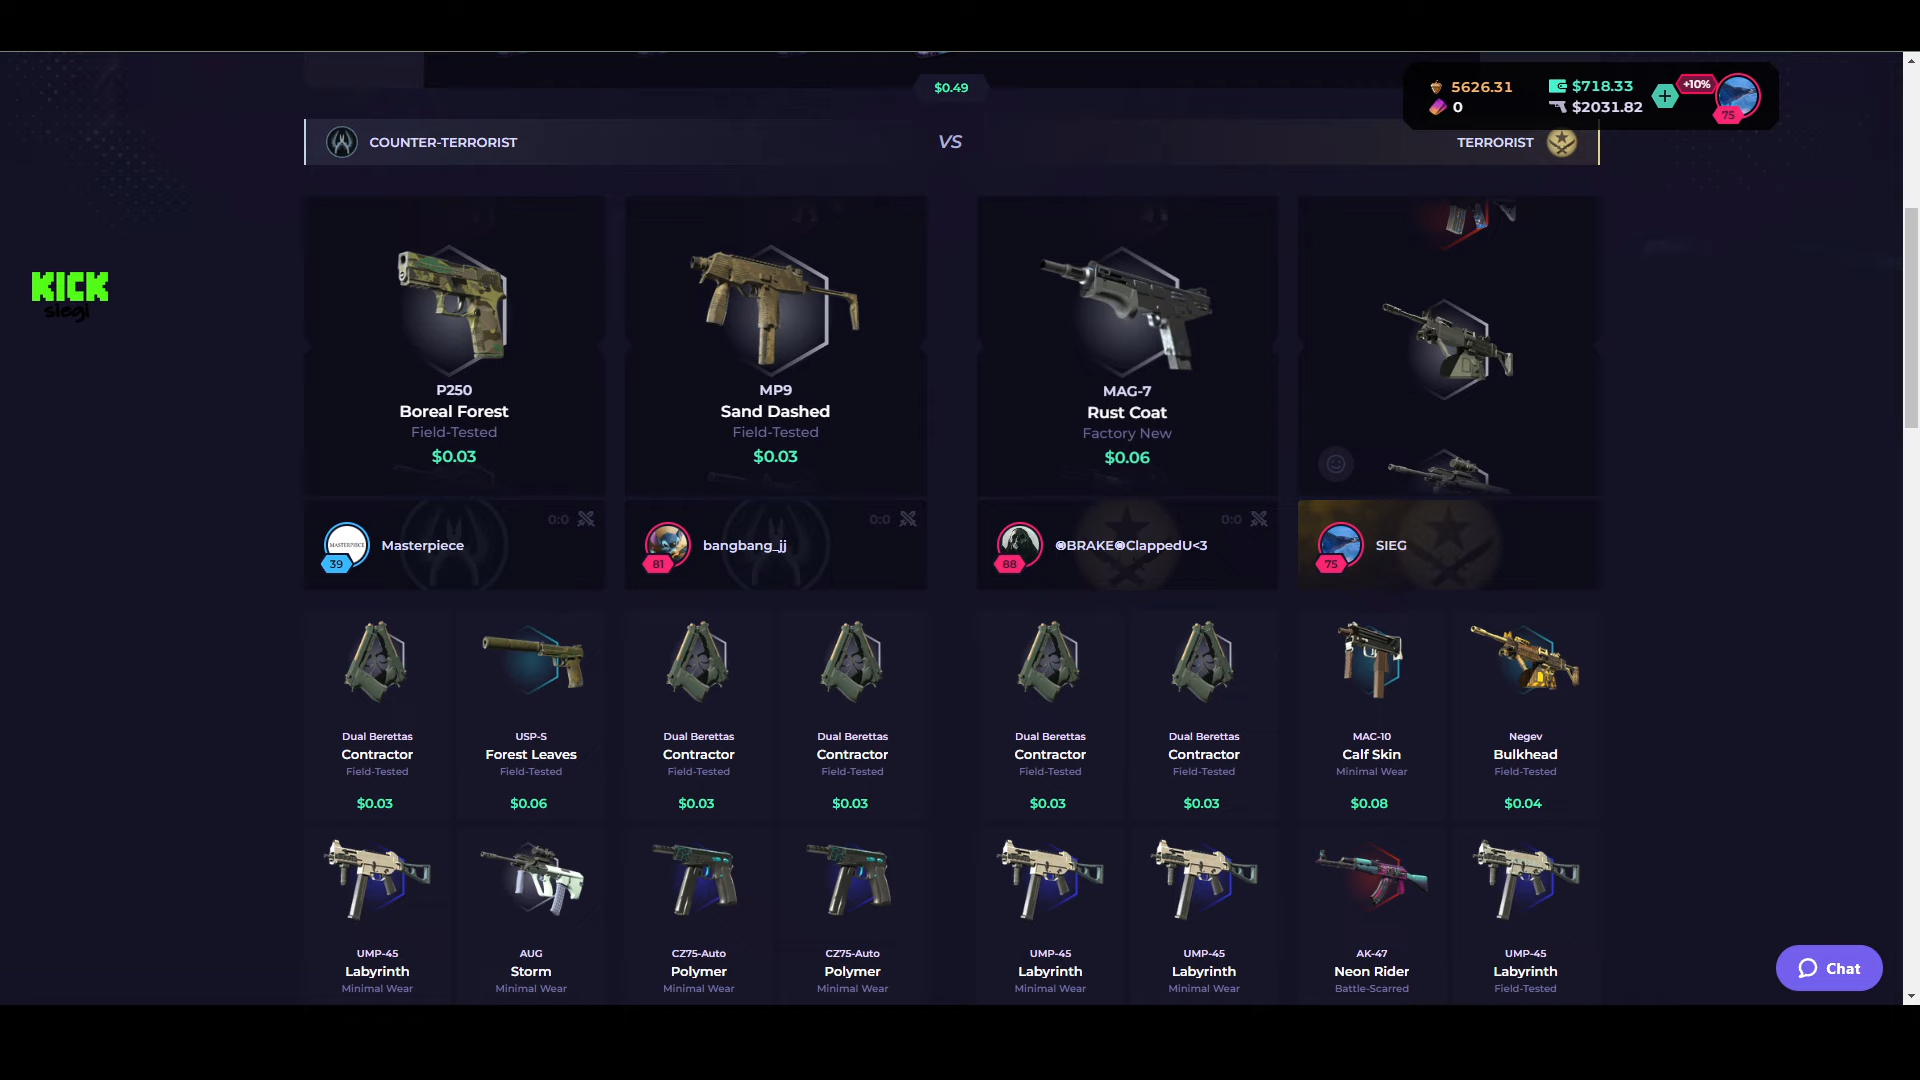 $0.49
5626.31
$718.33
+10%
0
$2031.82
75
COUNTER-TERRORIST
VS
TERRORIST
KICK
siegl
P250
Boreal Forest
Field-Tested
$0.03
MP9
Sand Dashed
Field-Tested
$0.03
MAG-7
Rust Coat
Factory New
$0.06
0:0
MASTERPIECE
39
Masterpiece
0:0
81
bangbang_jj
0:0
88
BRAKE ClappedU<3
75
SIEG
Dual Berettas
Contractor
Field-Tested
$0.03
USP-S
Forest Leaves
Field-Tested
$0.06
Dual Berettas
Contractor
Field-Tested
$0.03
Dual Berettas
Contractor
Field-Tested
$0.03
Dual Berettas
Contractor
Field-Tested
$0.03
Dual Berettas
Contractor
Field-Tested
$0.03
MAC-10
Calf Skin
Minimal Wear
$0.08
Negev
Bulkhead
Field-Tested
$0.04
UMP-45
Labyrinth
Minimal Wear
AUG
Storm
Minimal Wear
CZ75-Auto
Polymer
Minimal Wear
CZ75-Auto
Polymer
Minimal Wear
UMP-45
Labyrinth
Minimal Wear
UMP-45
Labyrinth
Minimal Wear
AK-47
Neon Rider
Battle-Scarred
UMP-45
Labyrinth
Field-Tested
Chat